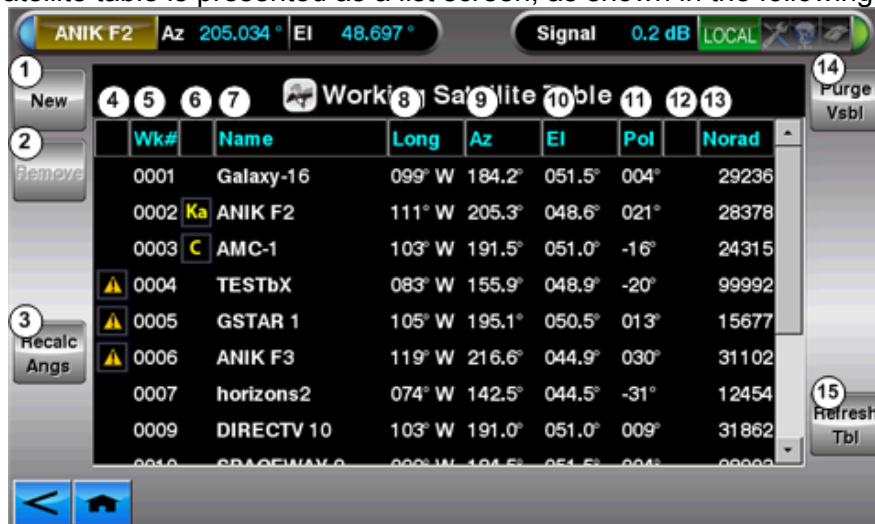 atellite table is presented as a list screen, as shown in the following
ANIK F2 Az 205.034 ° El 48.697 ° Signal 0.2 dB LOCAL
1 New
2 Remove
3 Recalc Angs
14 Purge Vsbl
15 Refresh Tbl
Working Satellite Table
4 5 6 7 8 9 10 11 12 13
Wk# Name Long Az El Pol Norad
0001 Galaxy-16 099° W 184.2° 051.5° 004° 29236
0002 Ka ANIK F2 111° W 205.3° 048.6° 021° 28378
0003 C AMC-1 103° W 191.5° 051.0° -16° 24315
0004 TESTbX 083° W 155.9° 048.9° -20° 99992
0005 GSTAR 1 105° W 195.1° 050.5° 013° 15677
0006 ANIK F3 119° W 216.6° 044.9° 030° 31102
0007 horizons2 074° W 142.5° 044.5° -31° 12454
0009 DIRECTV 10 103° W 191.0° 051.0° 009° 31862